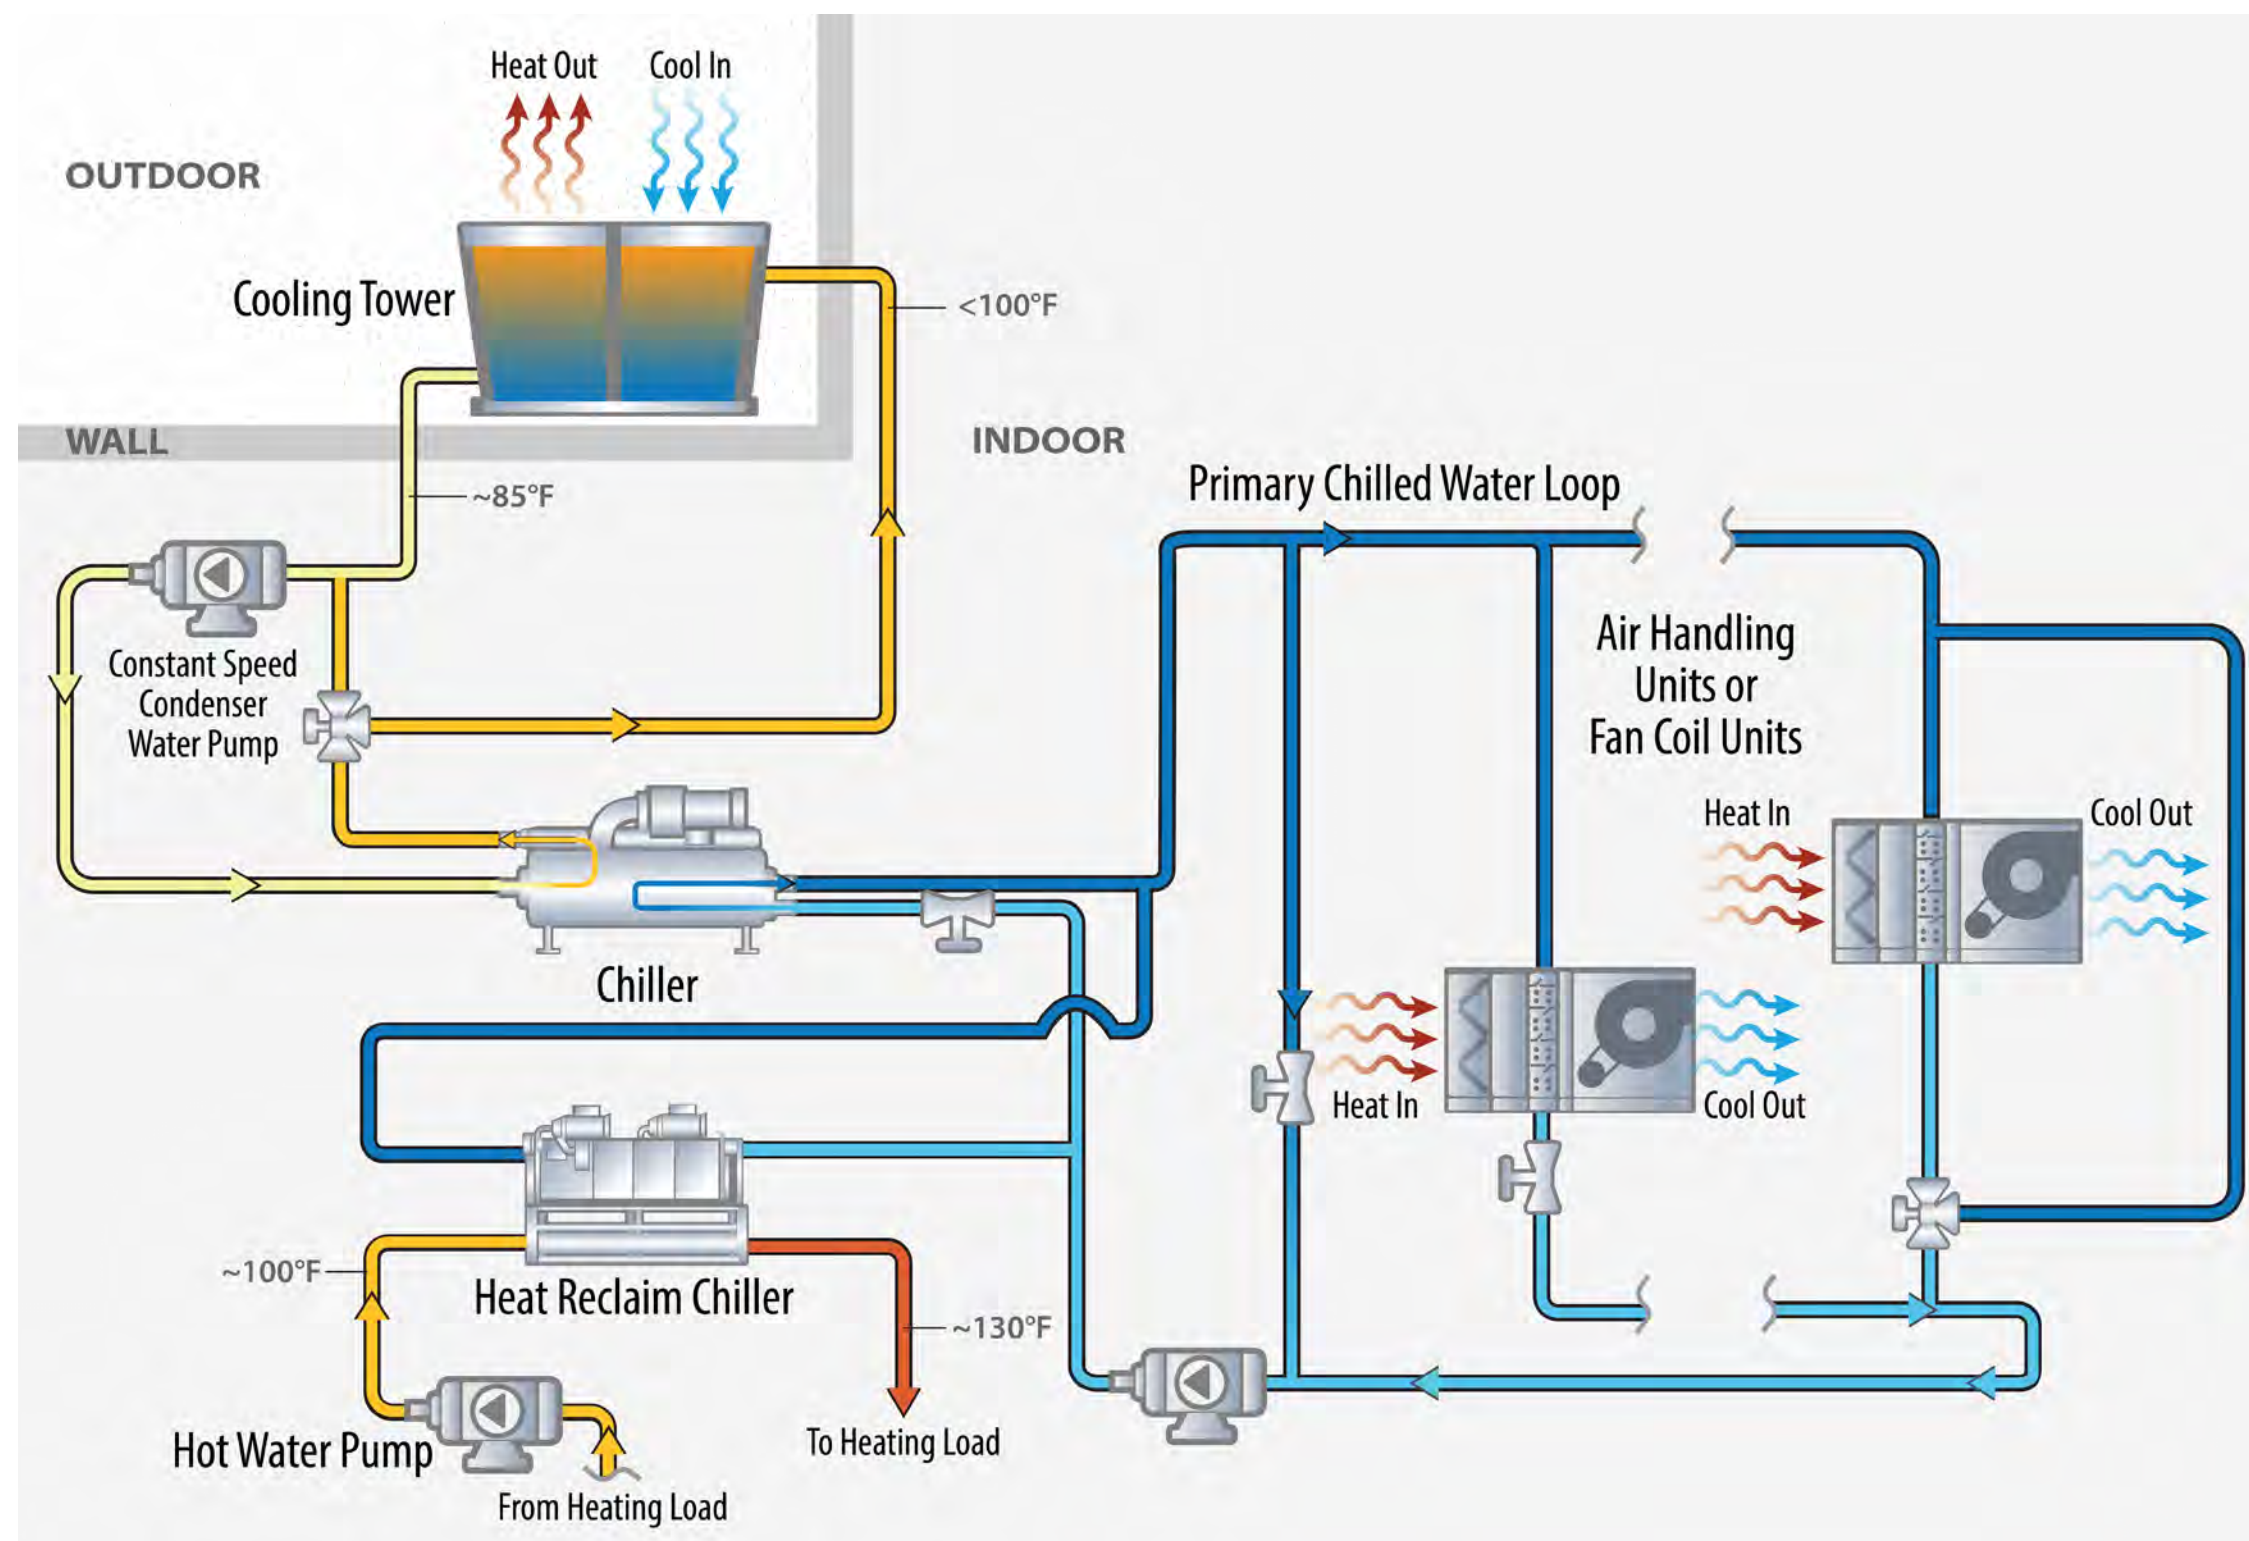 Heat Out
Cool In
OUTDOOR
Cooling Tower
<100°F
WALL
INDOOR
~85°F
Primary Chilled Water Loop
Constant Speed
Condenser
Water Pump
Air Handling
Units or
Fan Coil Units
Heat In
Cool Out
Chiller
Heat In
Cool Out
~100°F
Heat Reclaim Chiller
~130°F
Hot Water Pump
To Heating Load
From Heating Load